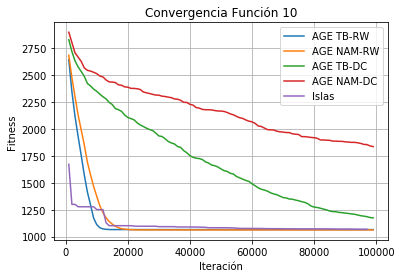 Convergencia Función 10
Fitness
2750
2500
2250
2000
1750
1500
1250
1000
0
20000
40000
60000
80000
100000
Iteración
AGE TB-RW
AGE NAM-RW
AGE TB-DC
AGE NAM-DC
Islas